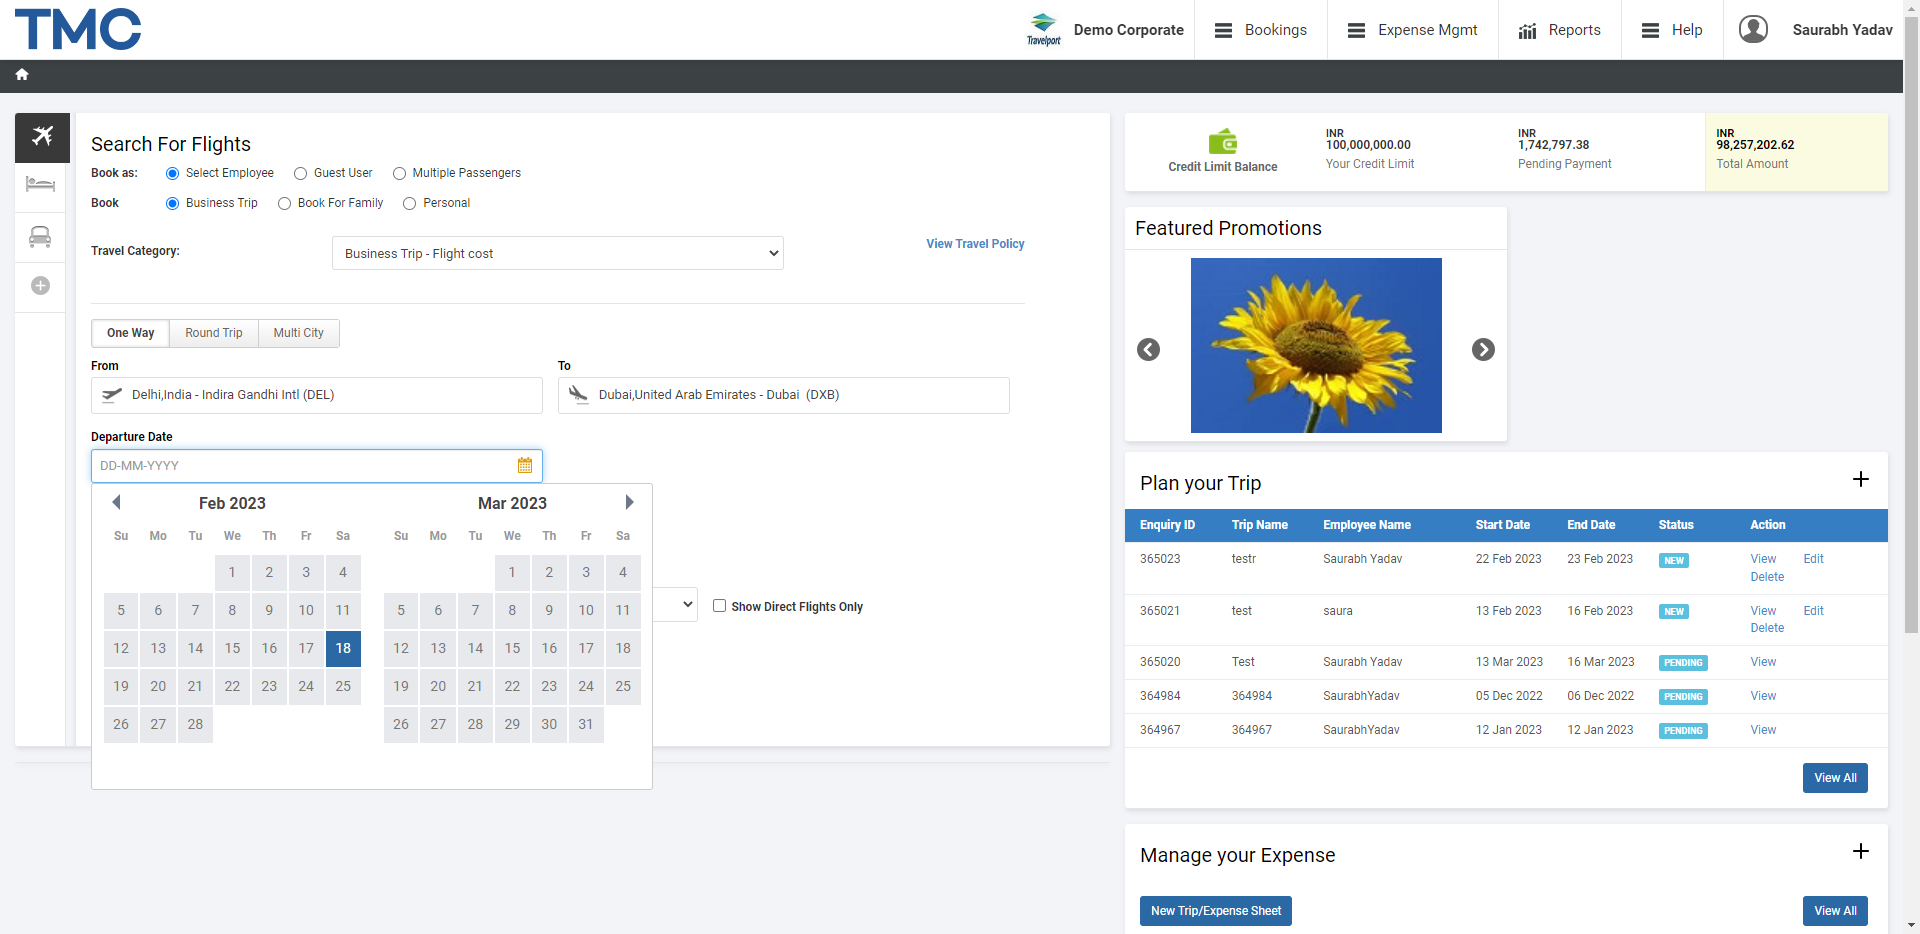 TMC
Travelport
Demo Corporate
Bookings
Expense Mgmt
Reports
Help
Saurabh Yadav
Search For Flights
Book as: Select Employee Guest User Multiple Passengers
Book Business Trip Book For Family Personal
Travel Category: Business Trip - Flight cost View Travel Policy
One Way Round Trip Multi City
From To
Delhi,India - Indira Gandhi Intl (DEL) Dubai,United Arab Emirates - Dubai (DXB)
Departure Date
DD-MM-YYYY
Feb 2023 Mar 2023
Su Mo Tu We Th Fr Sa Su Mo Tu We Th Fr Sa
1 2 3 4 1 2 3 4
5 6 7 8 9 10 11 5 6 7 8 9 10 11
12 13 14 15 16 17 18 12 13 14 15 16 17 18
19 20 21 22 23 24 25 19 20 21 22 23 24 25
26 27 28 26 27 28 29 30 31
Show Direct Flights Only
Credit Limit Balance
INR
100,000,000.00
Your Credit Limit
INR
1,742,797.38
Pending Payment
INR
98,257,202.62
Total Amount
Featured Promotions
Plan your Trip
Enquiry ID Trip Name Employee Name Start Date End Date Status Action
365023 testr Saurabh Yadav 22 Feb 2023 23 Feb 2023 NEW View Edit
Delete
365021 test saura 13 Feb 2023 16 Feb 2023 NEW View Edit
Delete
365020 Test Saurabh Yadav 13 Mar 2023 16 Mar 2023 PENDING View
364984 364984 SaurabhYadav 05 Dec 2022 06 Dec 2022 PENDING View
364967 364967 SaurabhYadav 12 Jan 2023 12 Jan 2023 PENDING View
View All
Manage your Expense
New Trip/Expense Sheet View All